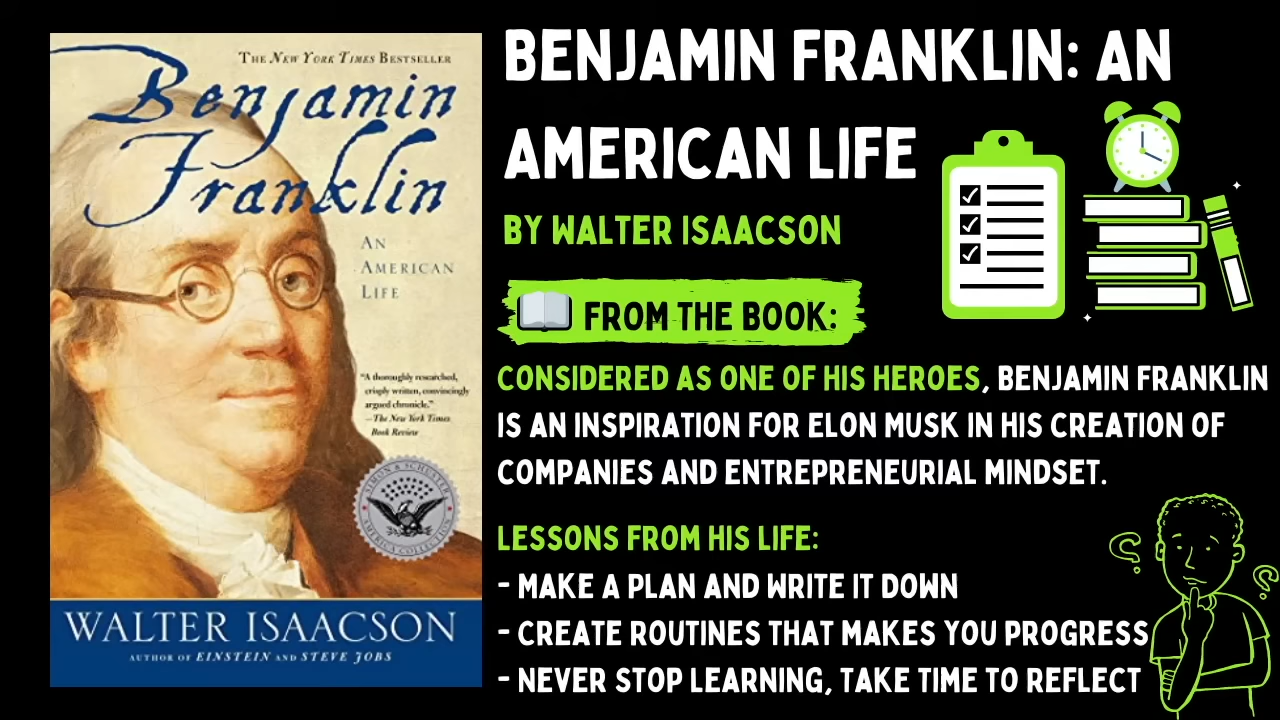 THE NEW YORK TIMES BESTSELLER
Benjamin
Franklin
AN
AMERICAN
LIFE
“A thoroughly researched,
crisply written, convincingly
argued chronicle.”
—The New York Times
Book Review
SIMON & SCHUSTER
AMERICA COLLECTION
WALTER ISAACSON
AUTHOR OF EINSTEIN AND STEVE JOBS
BENJAMIN FRANKLIN: AN
AMERICAN LIFE
BY WALTER ISAACSON
FROM THE BOOK:
CONSIDERED AS ONE OF HIS HEROES, BENJAMIN FRANKLIN
IS AN INSPIRATION FOR ELON MUSK IN HIS CREATION OF
COMPANIES AND ENTREPRENEURIAL MINDSET.
LESSONS FROM HIS LIFE:
- MAKE A PLAN AND WRITE IT DOWN
- CREATE ROUTINES THAT MAKES YOU PROGRESS
- NEVER STOP LEARNING, TAKE TIME TO REFLECT